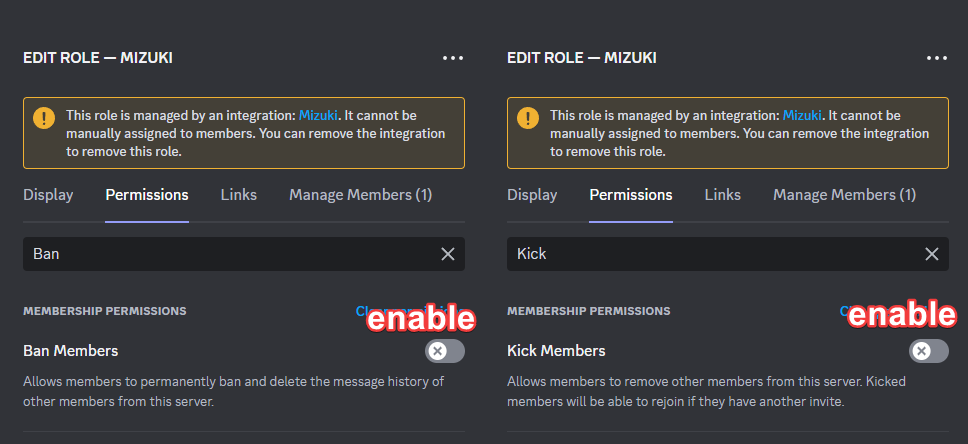 EDIT ROLE — MIZUKI
This role is managed by an integration: Mizuki. It cannot be
manually assigned to members. You can remove the integration
to remove this role.
Display Permissions Links Manage Members (1)
Ban
MEMBERSHIP PERMISSIONS
enable
Ban Members
Allows members to permanently ban and delete the message history of
other members from this server.
EDIT ROLE — MIZUKI
This role is managed by an integration: Mizuki. It cannot be
manually assigned to members. You can remove the integration
to remove this role.
Display Permissions Links Manage Members (1)
Kick
MEMBERSHIP PERMISSIONS
enable
Kick Members
Allows members to remove other members from this server. Kicked
members will be able to rejoin if they have another invite.